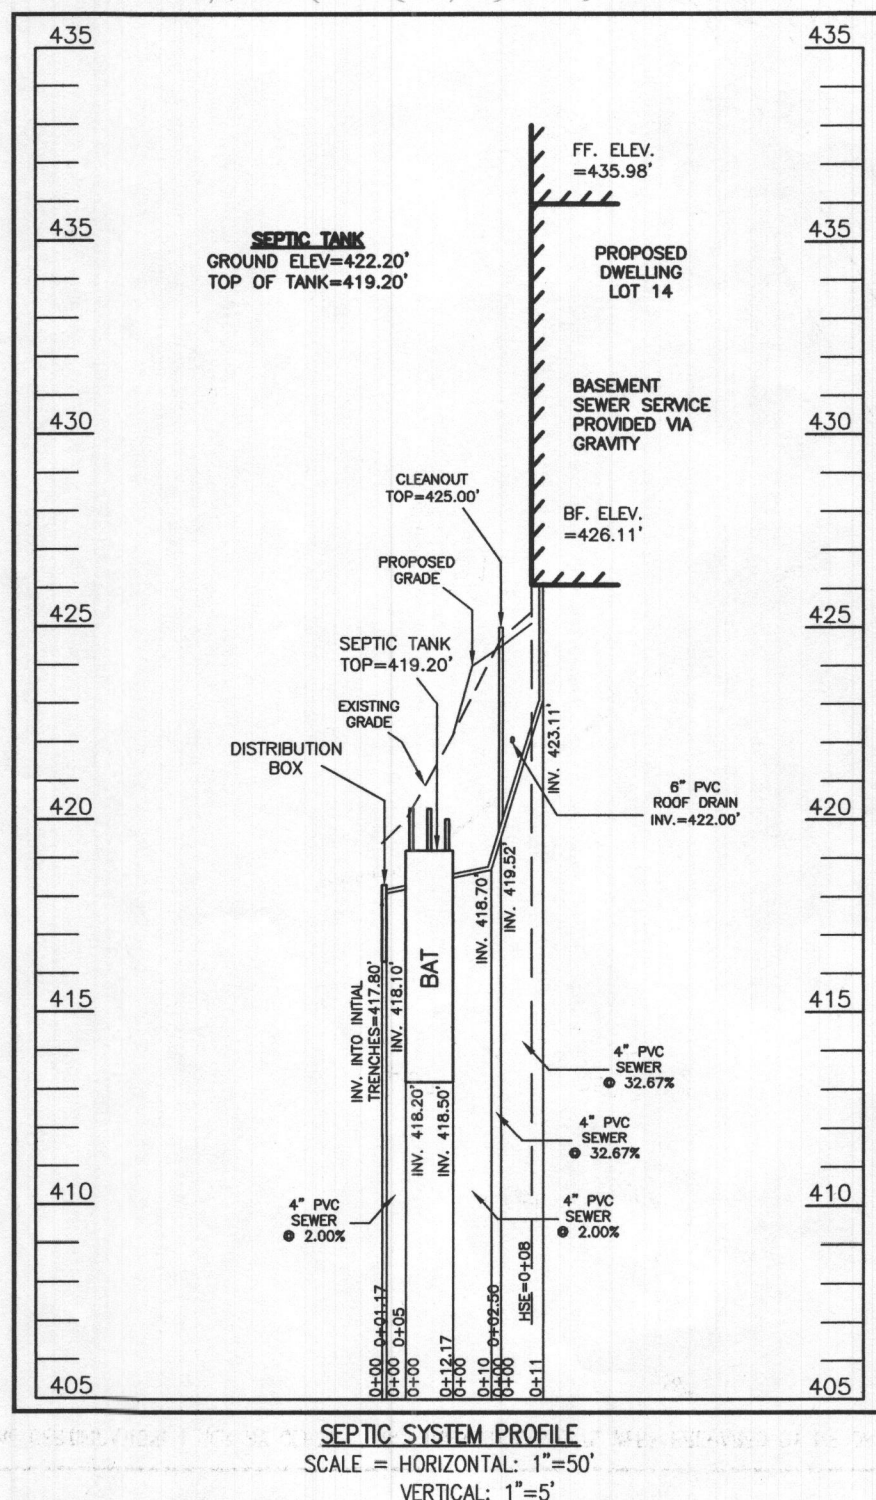 435
435
FF. ELEV.
=435.98'
435
435
SEPTIC TANK
GROUND ELEV=422.20'
TOP OF TANK=419.20'
PROPOSED
DWELLING
LOT 14
BASEMENT
SEWER SERVICE
PROVIDED VIA
GRAVITY
430
430
CLEANOUT
TOP=425.00'
BF. ELEV.
=426.11'
PROPOSED
GRADE
425
425
SEPTIC TANK
TOP=419.20'
EXISTING
GRADE
DISTRIBUTION
BOX
INV. 423.11'
6" PVC
ROOF DRAIN
INV.=422.00'
420
420
INV. 418.70'
INV. 419.52'
BAT
INV. INTO INITIAL
TRENCHES=417.80'
INV. 418.10'
415
415
INV. 418.20'
INV. 418.50'
4" PVC
SEWER
@ 32.67%
4" PVC
SEWER
@ 32.67%
410
410
4" PVC
SEWER
@ 2.00%
4" PVC
SEWER
@ 2.00%
HSE=0+08
0+00
0+01.17
0+00
0+05
0+00
0+12.17
0+00
0+10
0+00
0+02.50
0+00
0+11
405
405
SEPTIC SYSTEM PROFILE
SCALE = HORIZONTAL: 1"=50'
VERTICAL: 1"=5'